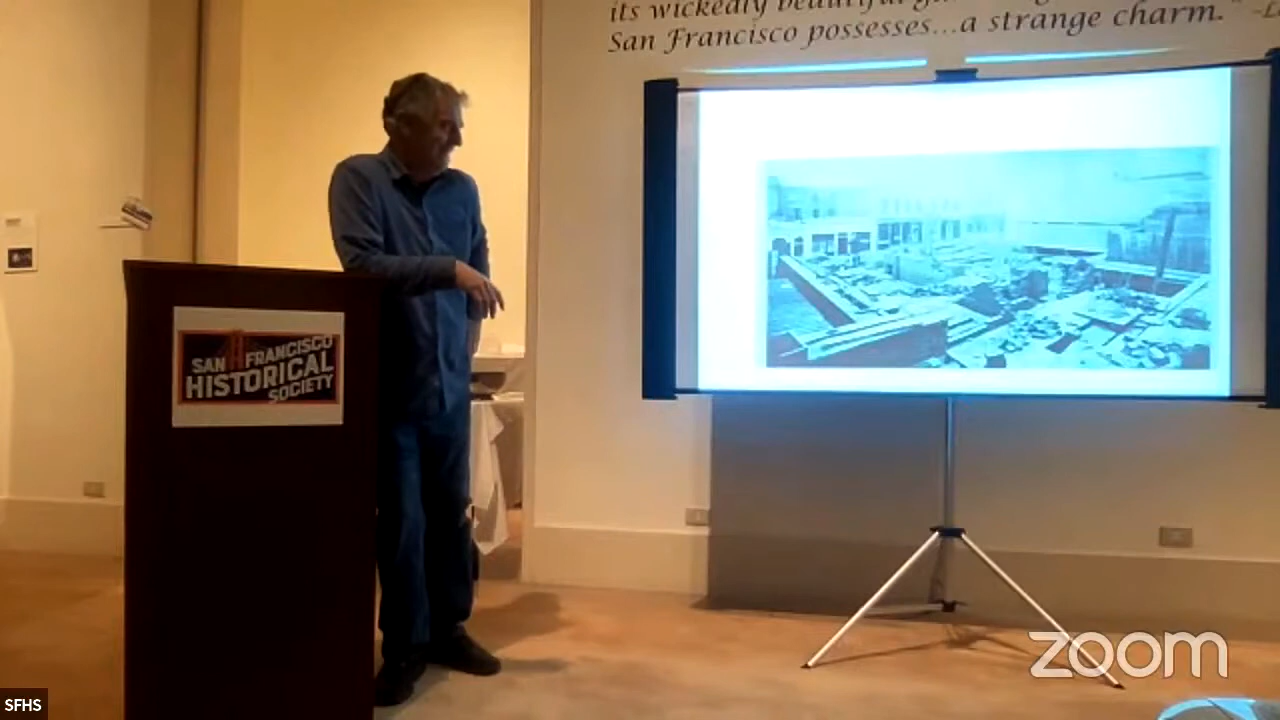 its wickedly beautiful
San Francisco possesses...a strange charm."
SAN FRANCISCO
HISTORICAL
SOCIETY
zoom
SFHS